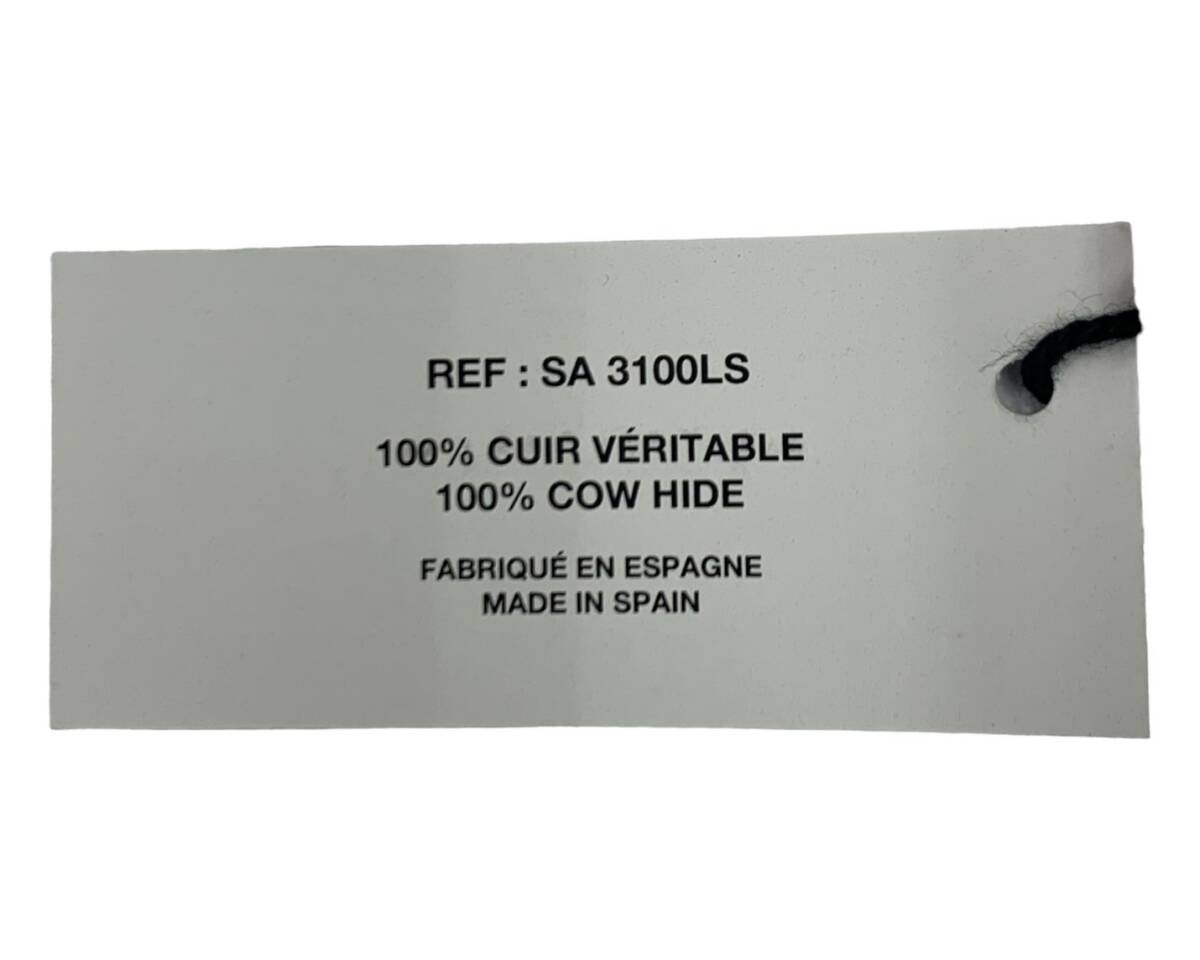 REF : SA 3100LS
100% CUIR VÉRITABLE
100% COW HIDE
FABRIQUÉ EN ESPAGNE
MADE IN SPAIN